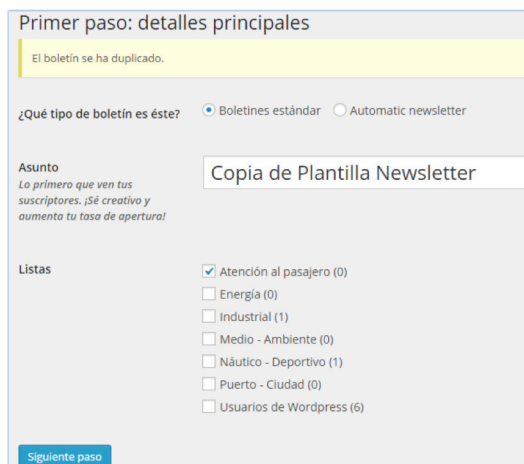 Primer paso: detalles principales
El boletín se ha duplicado.
¿Qué tipo de boletín es éste?
Boletines estándar
Automatic newsletter
Asunto
Lo primero que ven tus
suscriptores. ¡Sé creativo y
aumenta tu tasa de apertura!
Copia de Plantilla Newsletter
Listas
Atención al pasajero (0)
Energía (0)
Industrial (1)
Medio - Ambiente (0)
Náutico - Deportivo (1)
Puerto - Ciudad (0)
Usuarios de Wordpress (6)
Siguiente paso